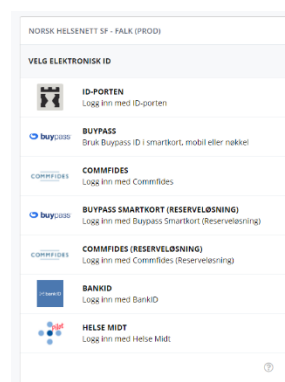 NORSK HELSENETT SF - FALK (PROD)
VELG ELEKTRONISK ID
ID-PORTEN
Logg inn med ID-porten
buypass
BUYPASS
Bruk Buypass ID i smartkort, mobil eller nøkkel
COMMFIDES
COMMFIDES
Logg inn med Commfides
buypass
BUYPASS SMARTKORT (RESERVELØSNING)
Logg inn med Buypass Smartkort (Reserveløsning)
COMMFIDES
COMMFIDES (RESERVELØSNING)
Logg inn med Commfides (Reserveløsning)
bankID
BANKID
Logg inn med BankID
pilot
HELSE MIDT
Logg inn med Helse Midt
?